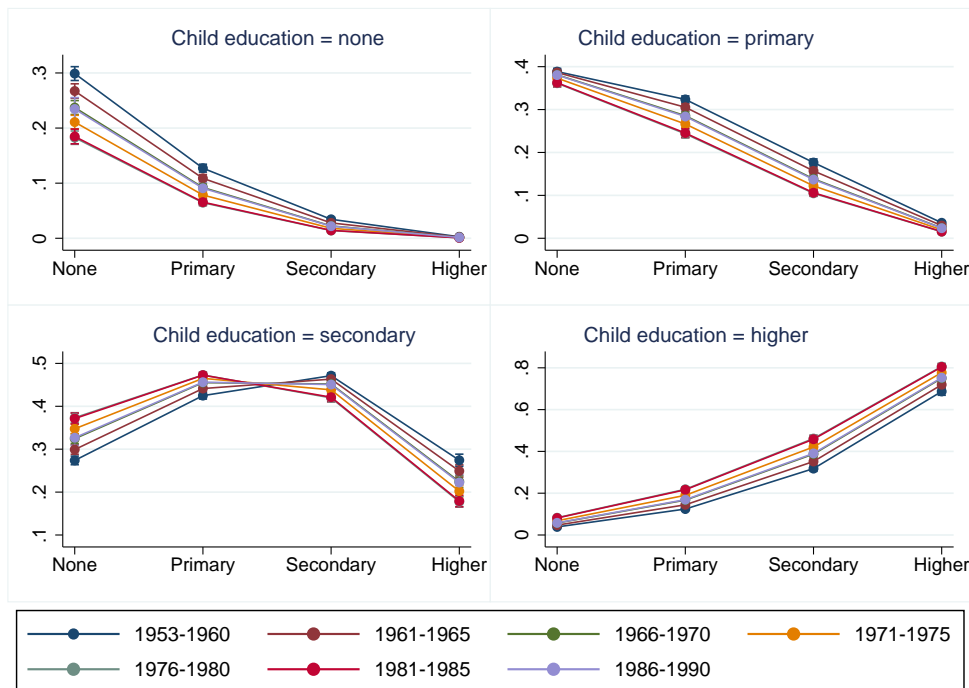 Child education = none
.3
.2
.1
0
None Primary Secondary Higher
Child education = primary
.4
.3
.2
.1
0
None Primary Secondary Higher
Child education = secondary
.5
.4
.3
.2
.1
None Primary Secondary Higher
Child education = higher
.8
.6
.4
.2
0
None Primary Secondary Higher
1953-1960 1961-1965 1966-1970 1971-1975
1976-1980 1981-1985 1986-1990